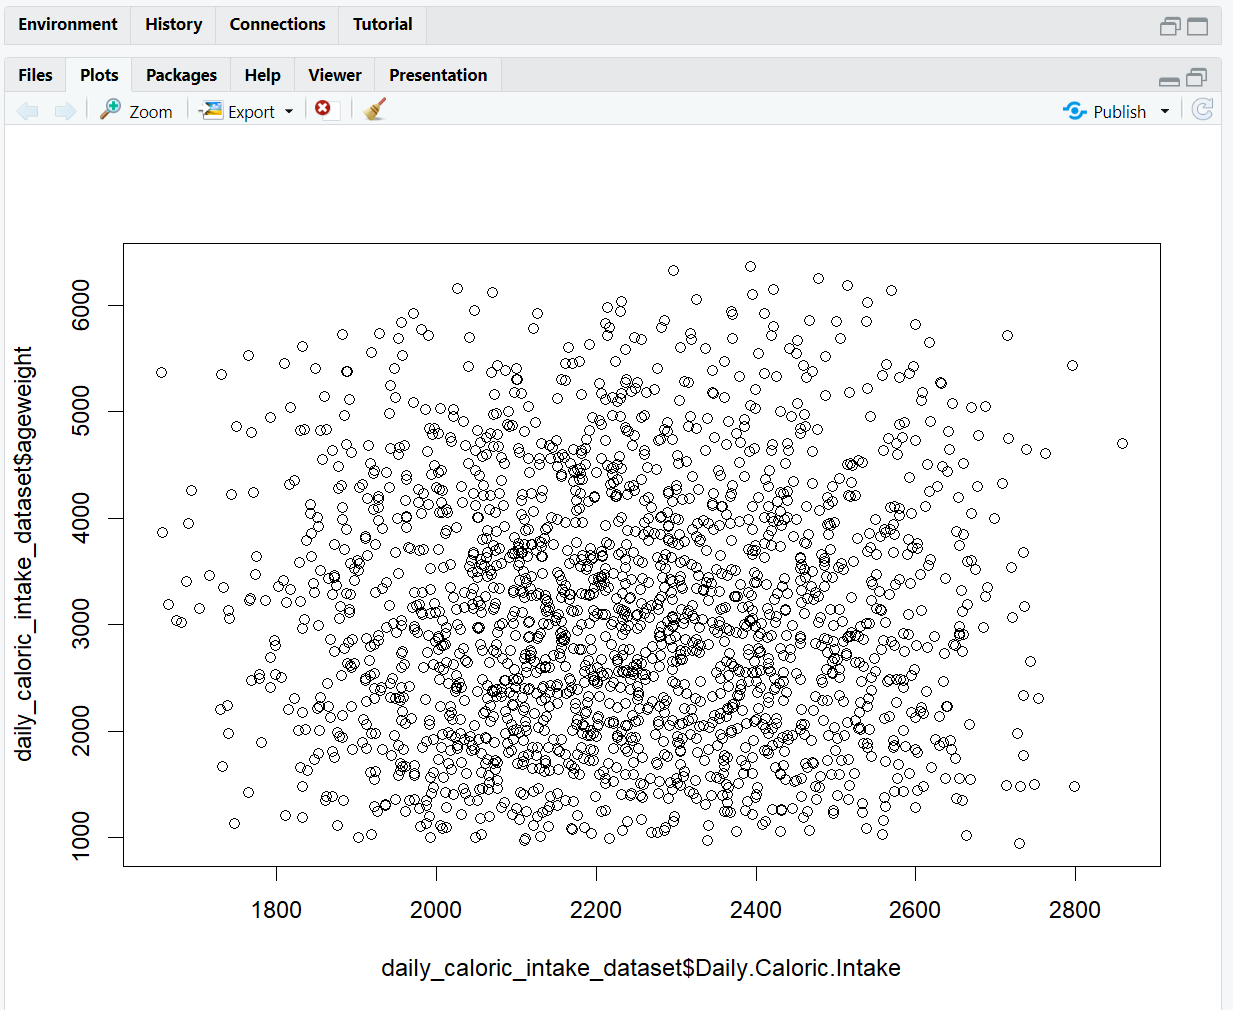 Environment History Connections Tutorial
Files Plots Packages Help Viewer Presentation
Zoom Export Publish
6000
5000
4000
3000
2000
1000
daily_caloric_intake_dataset$ageweight
1800 2000 2200 2400 2600 2800
daily_caloric_intake_dataset$Daily.Caloric.Intake